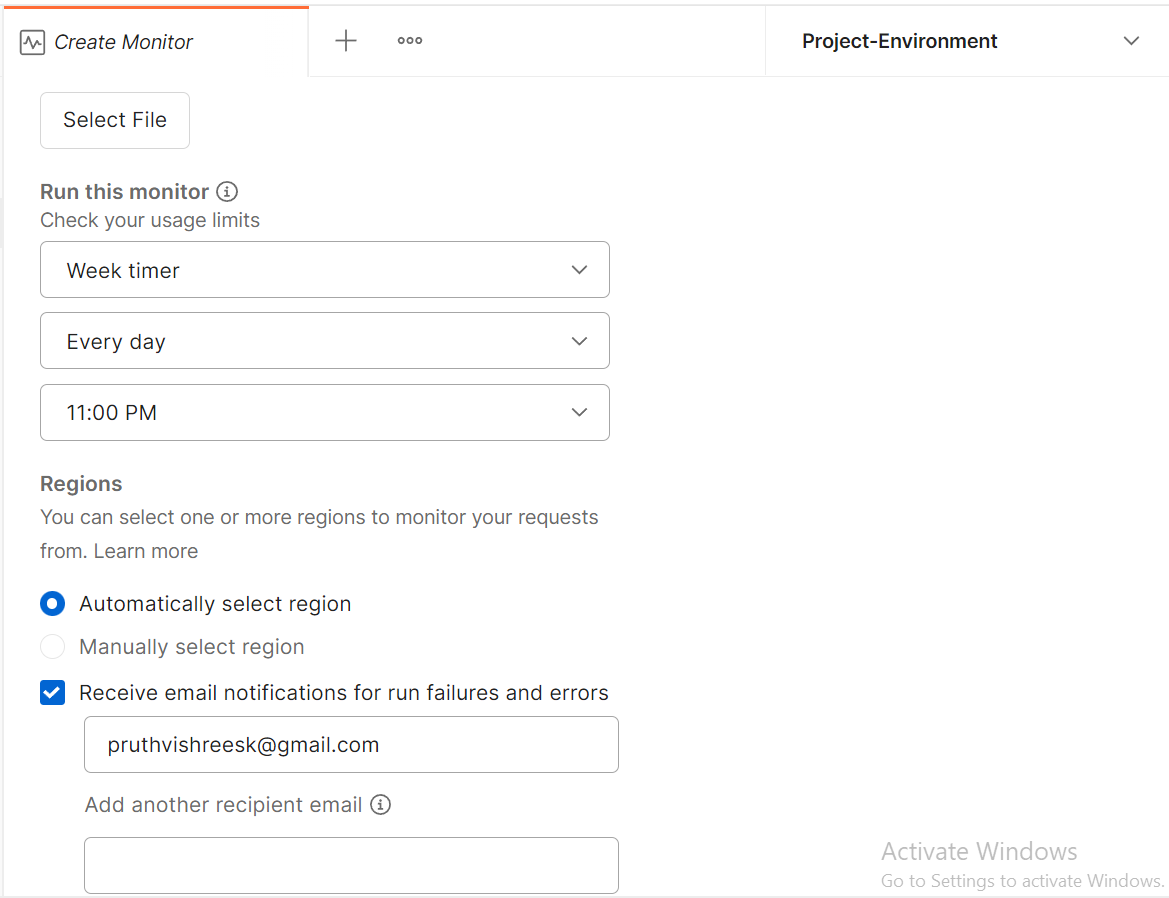 Create Monitor
Project-Environment
Select File
Run this monitor
Check your usage limits
Week timer
Every day
11:00 PM
Regions
You can select one or more regions to monitor your requests
from. Learn more
Automatically select region
Manually select region
Receive email notifications for run failures and errors
pruthvishreesk@gmail.com
Add another recipient email
Activate Windows
Go to Settings to activate Windows.